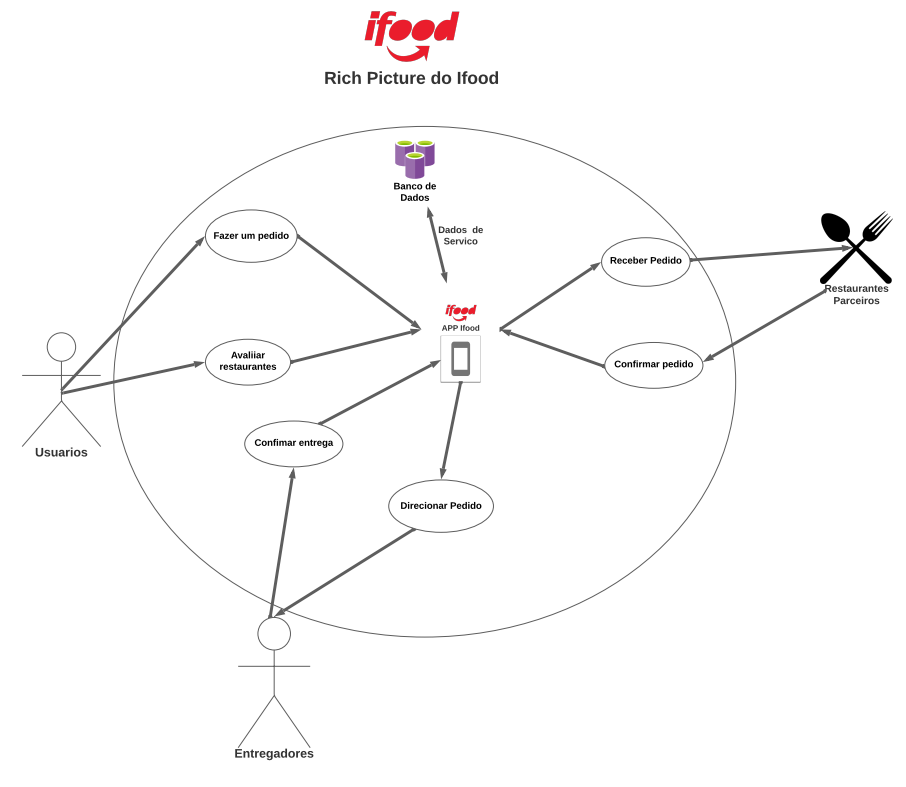 ifood
Rich Picture do Ifood
Banco de
Dados
Dados de
Servico
Fazer um pedido
Receber Pedido
Restaurantes
Parceiros
ifood
APP Ifood
Avaliiar
restaurantes
Confirmar pedido
Usuarios
Confimar entrega
Direcionar Pedido
Entregadores